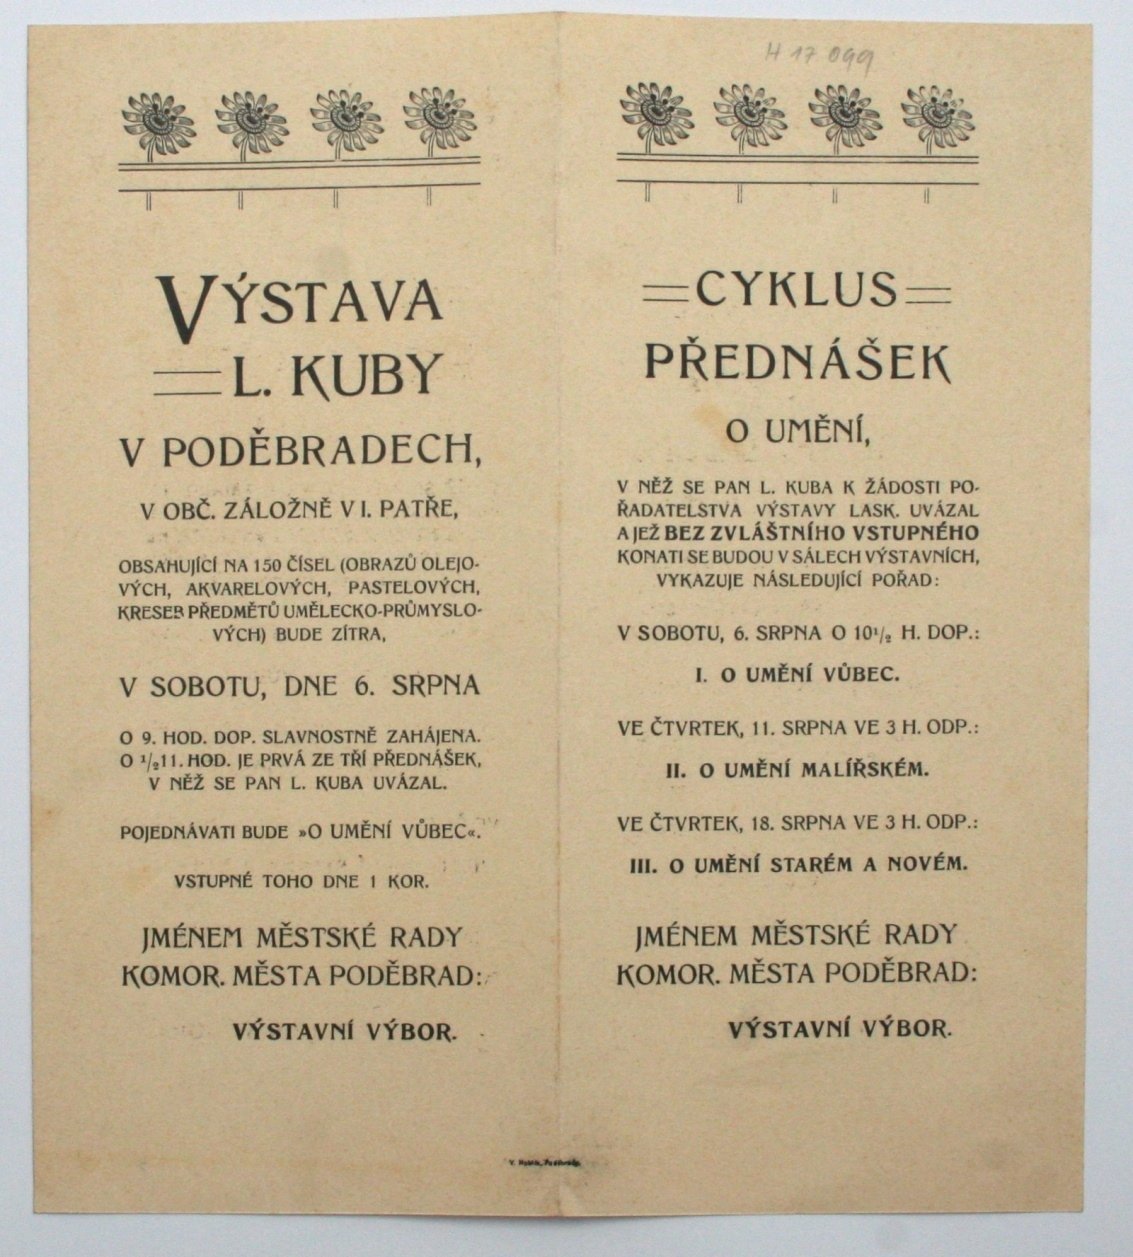 H 17 099
VÝSTAVA
L. KUBY
V PODĚBRADECH,
V OBČ. ZÁLOŽNĚ V I. PATŘE,
OBSAHUJÍCÍ NA 150 ČÍSEL (OBRAZŮ OLEJO-
VÝCH, AKVARELOVÝCH, PASTELOVÝCH,
KRESEB PŘEDMĚTŮ UMĚLECKO-PRŮMYSLO-
VÝCH) BUDE ZÍTRA,
V SOBOTU, DNE 6. SRPNA
O 9. HOD. DOP. SLAVNOSTNĚ ZAHÁJENA.
O 1/2 11. HOD. JE PRVÁ ZE TŘÍ PŘEDNÁŠEK,
V NĚŽ SE PAN L. KUBA UVÁZAL.
POJEDNÁVATI BUDE »O UMĚNÍ VŮBEC«.
VSTUPNÉ TOHO DNE 1 KOR.
JMÉNEM MĚSTSKÉ RADY
KOMOR. MĚSTA PODĚBRAD:
VÝSTAVNÍ VÝBOR.
CYKLUS
PŘEDNÁŠEK
O UMĚNÍ,
V NĚŽ SE PAN L. KUBA K ŽÁDOSTI PO-
ŘADATELSTVA VÝSTAVY LASK. UVÁZAL
A JEŽ BEZ ZVLÁŠTNÍHO VSTUPNÉHO
KONATI SE BUDOU V SÁLECH VÝSTAVNÍCH,
VYKAZUJE NÁSLEDUJÍCÍ POŘAD:
V SOBOTU, 6. SRPNA O 10 1/2 H. DOP.:
I. O UMĚNÍ VŮBEC.
VE ČTVRTEK, 11. SRPNA VE 3 H. ODP.:
II. O UMĚNÍ MALÍŘSKÉM.
VE ČTVRTEK, 18. SRPNA VE 3 H. ODP.:
III. O UMĚNÍ STARÉM A NOVÉM.
JMÉNEM MĚSTSKÉ RADY
KOMOR. MĚSTA PODĚBRAD:
VÝSTAVNÍ VÝBOR.